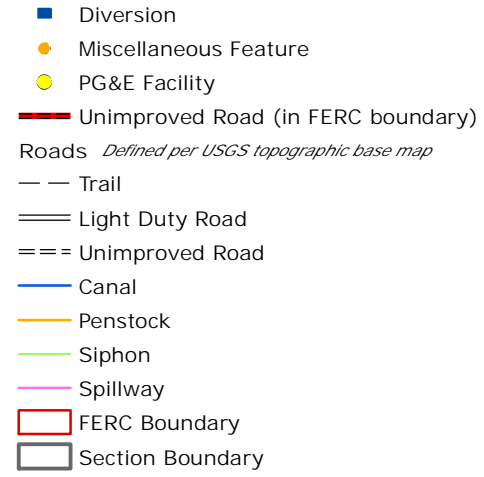 Diversion
Miscellaneous Feature
PG&E Facility
Unimproved Road (in FERC boundary)
Roads Defined per USGS topographic base map
Trail
Light Duty Road
Unimproved Road
Canal
Penstock
Siphon
Spillway
FERC Boundary
Section Boundary